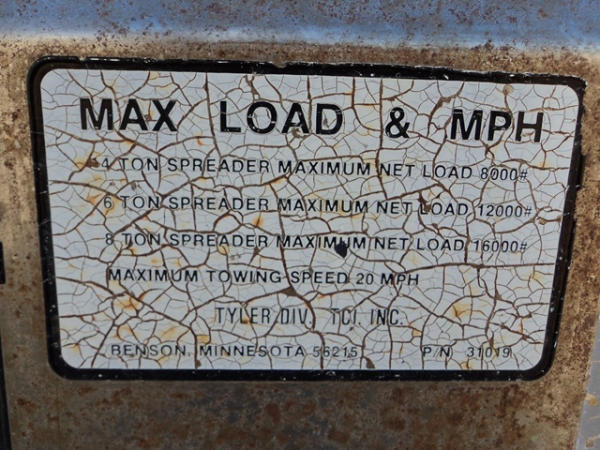 MAX LOAD & MPH
4 TON SPREADER MAXIMUM NET LOAD 8000#
6 TON SPREADER MAXIMUM NET LOAD 12000#
8 TON SPREADER MAXIMUM NET LOAD 16000#
MAXIMUM TOWING SPEED 20 MPH
TYLER DIV. TCI, INC.
BENSON, MINNESOTA 56215 P/N 31019